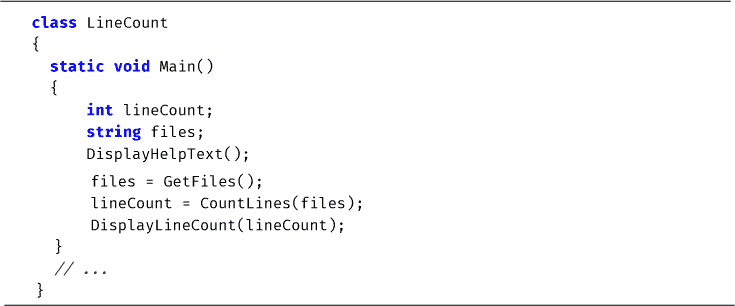 class LineCount
{
static void Main()
{
int lineCount;
string files;
DisplayHelpText();
files = GetFiles();
lineCount = CountLines(files);
DisplayLineCount(lineCount);
}
// ...
}